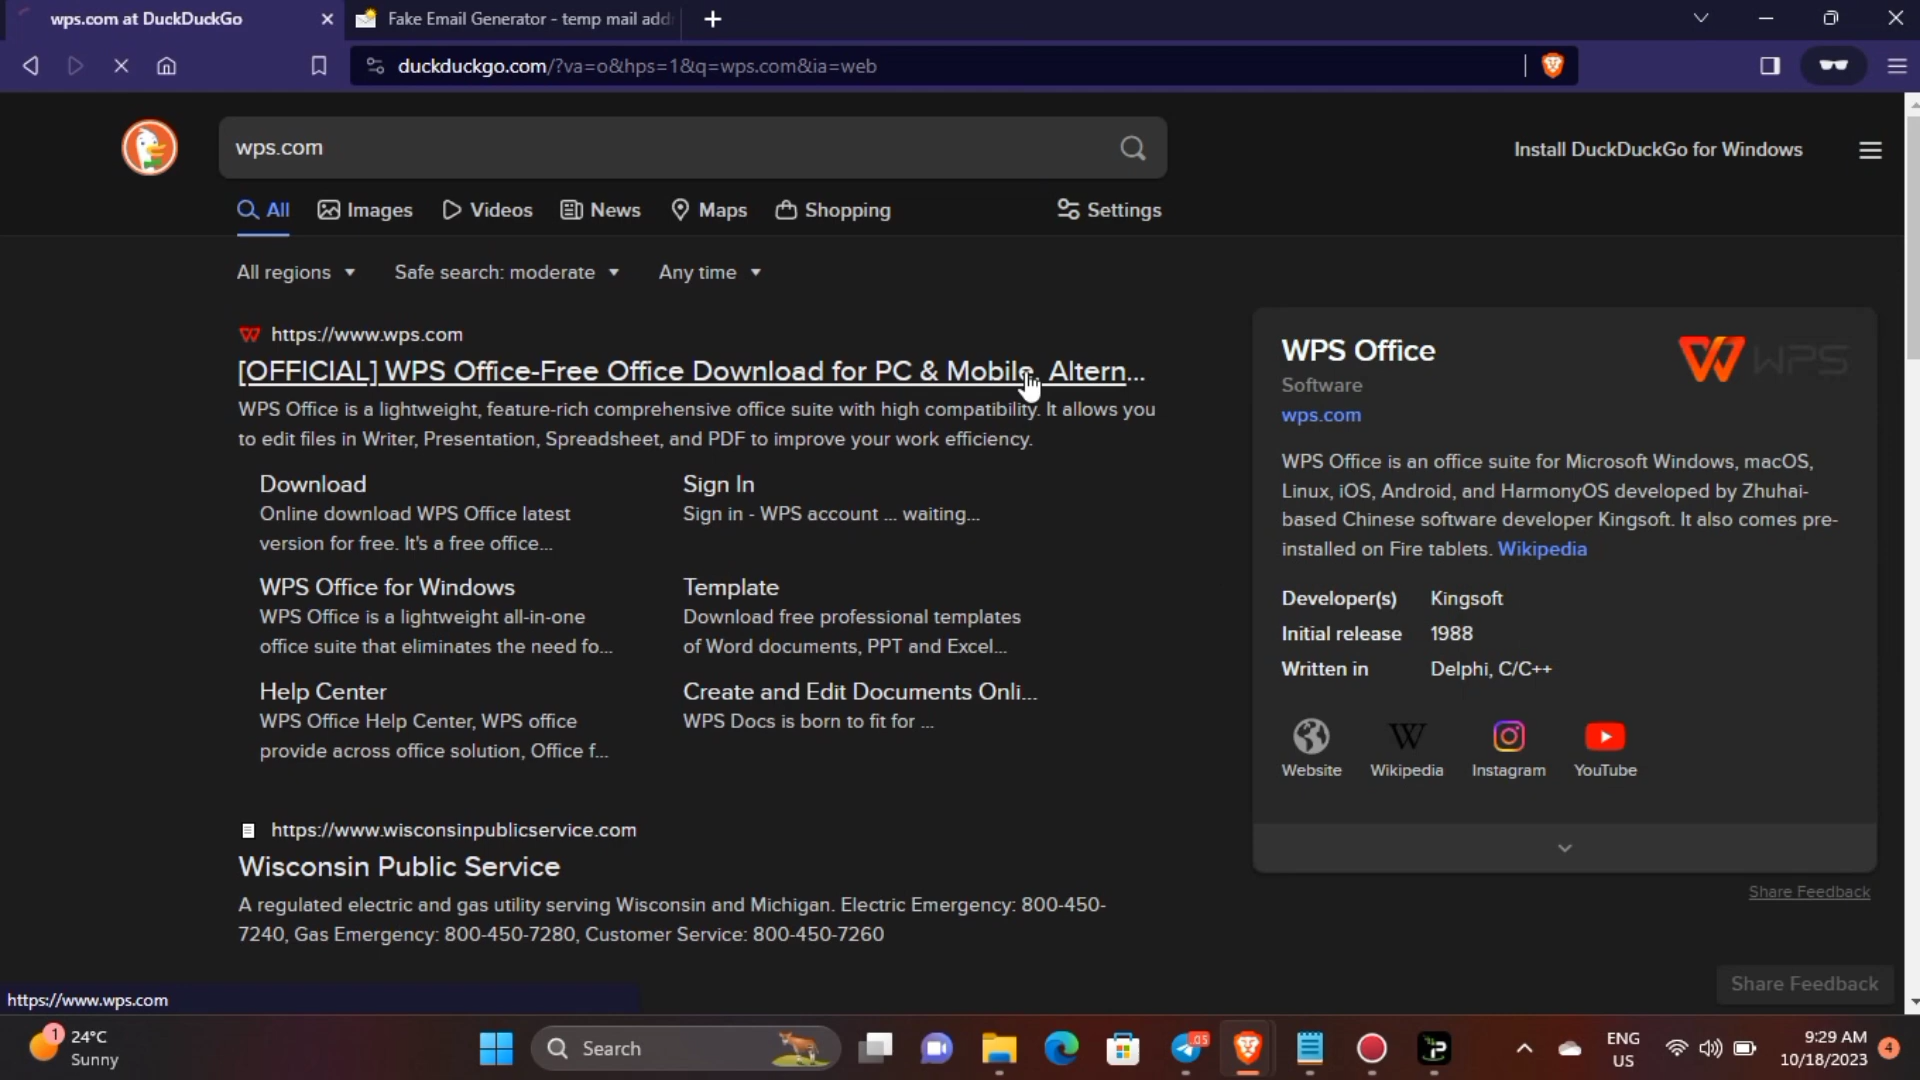 wps.com at DuckDuckGo
Fake Email Generator - temp mail add
duckduckgo.com/?va=o&hps=1&q=wps.com&ia=web
wps.com
Install DuckDuckGo for Windows
All
Images
Videos
News
Maps
Shopping
Settings
All regions
Safe search: moderate
Any time
https://www.wps.com
[OFFICIAL] WPS Office-Free Office Download for PC & Mobile, Altern...
WPS Office is a lightweight, feature-rich comprehensive office suite with high compatibility. It allows you
to edit files in Writer, Presentation, Spreadsheet, and PDF to improve your work efficiency.
Download
Online download WPS Office latest
version for free. It's a free office...
Sign In
Sign in - WPS account ... waiting...
WPS Office for Windows
WPS Office is a lightweight all-in-one
office suite that eliminates the need fo...
Template
Download free professional templates
of Word documents, PPT and Excel...
Help Center
WPS Office Help Center, WPS office
provide across office solution, Office f...
Create and Edit Documents Onli...
WPS Docs is born to fit for ...
https://www.wisconsinpublicservice.com
Wisconsin Public Service
A regulated electric and gas utility serving Wisconsin and Michigan. Electric Emergency: 800-450-
7240, Gas Emergency: 800-450-7280, Customer Service: 800-450-7260
WPS Office
WPS
Software
wps.com
WPS Office is an office suite for Microsoft Windows, macOS,
Linux, iOS, Android, and HarmonyOS developed by Zhuhai-
based Chinese software developer Kingsoft. It also comes pre-
installed on Fire tablets. Wikipedia
Developer(s) Kingsoft
Initial release 1988
Written in Delphi, C/C++
Website
Wikipedia
Instagram
YouTube
Share Feedback
Share Feedback
https://www.wps.com
1
24°C
Sunny
Search
.05
ENG
US
9:29 AM
10/18/2023
4